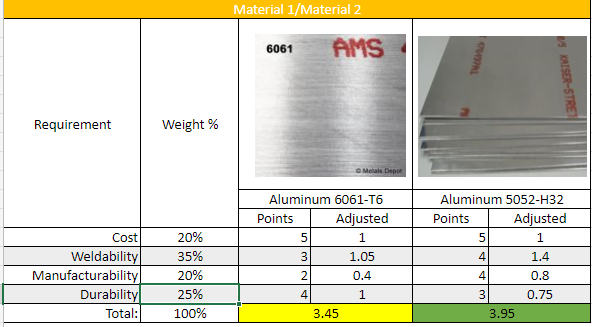 Material 1/Material 2
6061 AMS
KAISER-STREET
© Metals Depot
Requirement Weight %
Aluminum 6061-T6 Aluminum 5052-H32
Points Adjusted Points Adjusted
Cost 20% 5 1 5 1
Weldability 35% 3 1.05 4 1.4
Manufacturability 20% 2 0.4 4 0.8
Durability 25% 4 1 3 0.75
Total: 100% 3.45 3.95